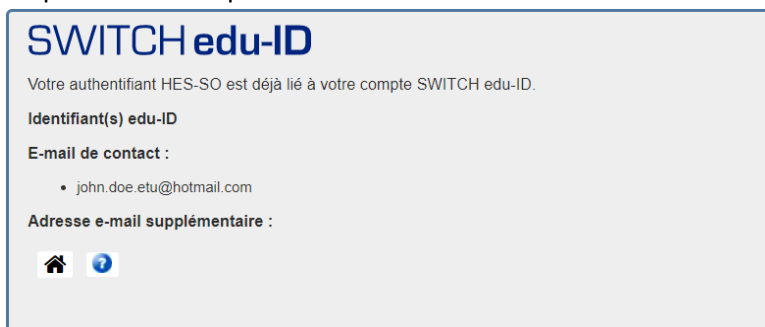 SWITCH edu-ID
Votre authentifiant HES-SO est déjà lié à votre compte SWITCH edu-ID.
Identifiant(s) edu-ID
E-mail de contact :
• john.doe.etu@hotmail.com
Adresse e-mail supplémentaire :
?